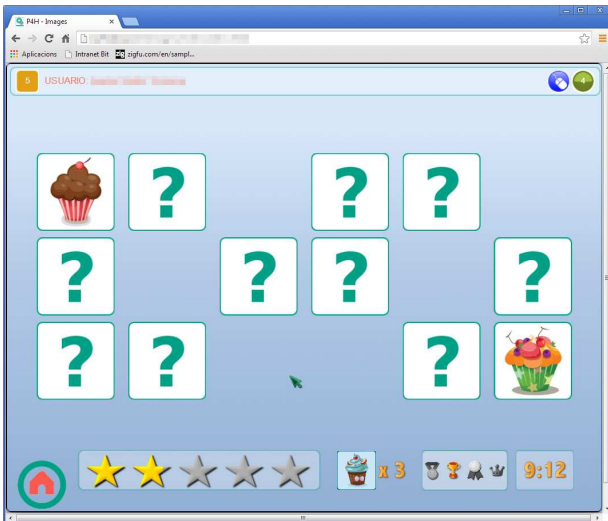 P4H - Images
Aplicacions Intranet Bit zigfu.com/en/sampl...
5 USUARIO: 4
? ? ?
? ? ? ?
? ? ?
x 3 9:12